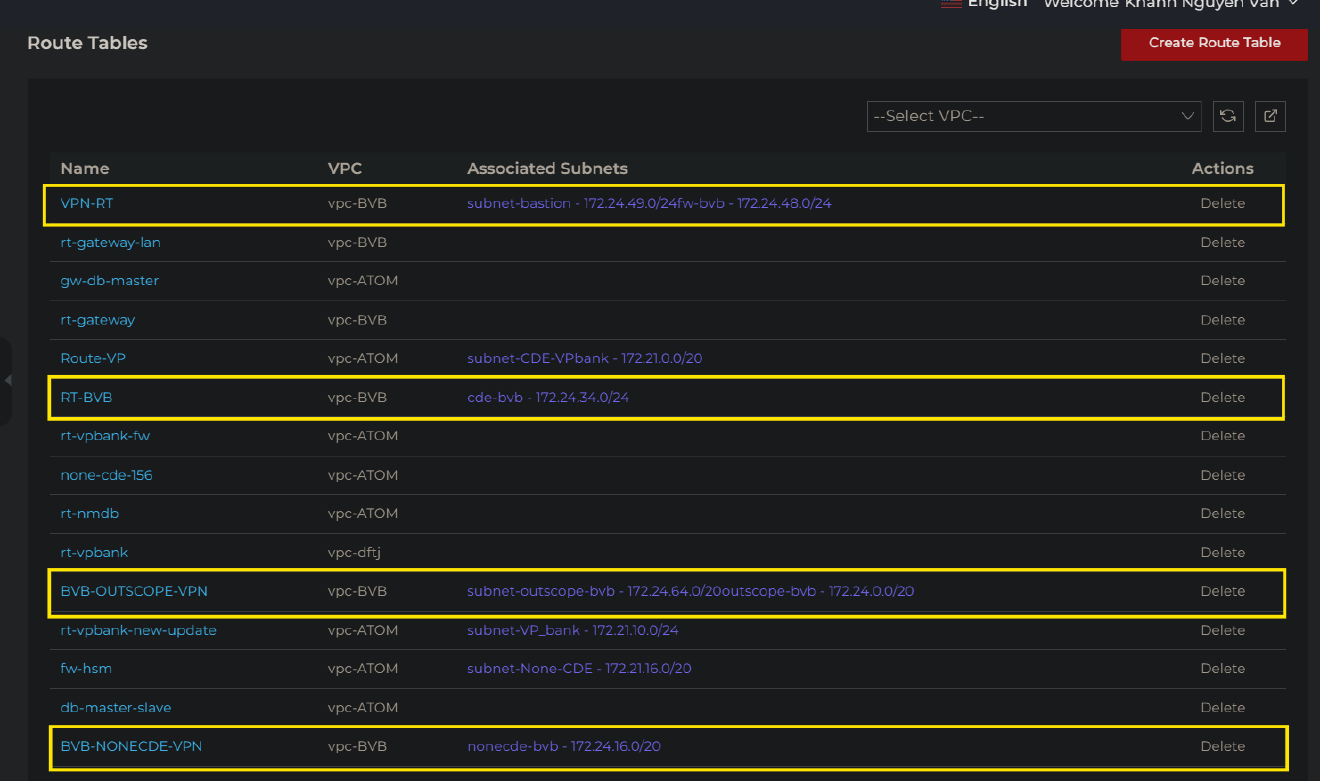 English Welcome Khanh Nguyen Van
Route Tables
Create Route Table
--Select VPC--
Name VPC Associated Subnets Actions
VPN-RT vpc-BVB subnet-bastion - 172.24.49.0/24fw-bvb - 172.24.48.0/24 Delete
rt-gateway-lan vpc-BVB Delete
gw-db-master vpc-ATOM Delete
rt-gateway vpc-BVB Delete
Route-VP vpc-ATOM subnet-CDE-VPbank - 172.21.0.0/20 Delete
RT-BVB vpc-BVB cde-bvb - 172.24.34.0/24 Delete
rt-vpbank-fw vpc-ATOM Delete
none-cde-156 vpc-ATOM Delete
rt-nmdb vpc-ATOM Delete
rt-vpbank vpc-dftj Delete
BVB-OUTSCOPE-VPN vpc-BVB subnet-outscope-bvb - 172.24.64.0/20outscope-bvb - 172.24.0.0/20 Delete
rt-vpbank-new-update vpc-ATOM subnet-VP_bank - 172.21.10.0/24 Delete
fw-hsm vpc-ATOM subnet-None-CDE - 172.21.16.0/20 Delete
db-master-slave vpc-ATOM Delete
BVB-NONECDE-VPN vpc-BVB nonecde-bvb - 172.24.16.0/20 Delete